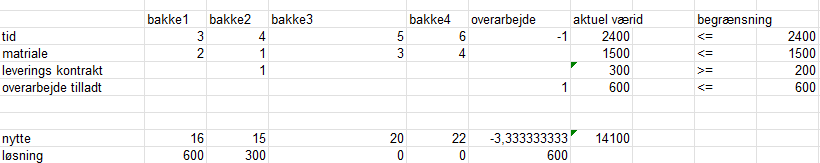 bakke1 bakke2 bakke3 bakke4 overarbejde aktuel værid begrænsning
tid 3 4 5 6 -1 2400 <= 2400
matriale 2 1 3 4 1500 <= 1500
leverings kontrakt 1 300 >= 200
overarbejde tilladt 1 600 <= 600
nytte 16 15 20 22 -3,333333333 14100
løsning 600 300 0 0 600